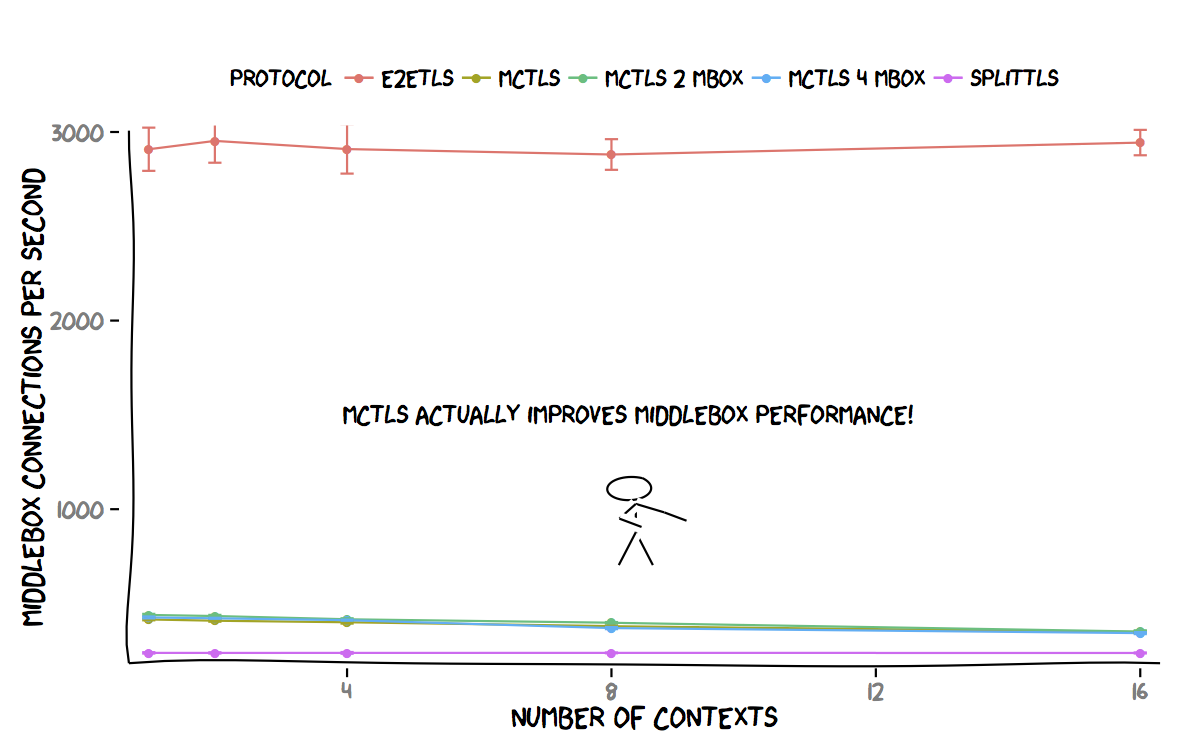 PROTOCOL E2ETLS MCTLS MCTLS 2 MBOX MCTLS 4 MBOX SPLITTLS
MIDDLEBOX CONNECTIONS PER SECOND
3000
2000
1000
MCTLS ACTUALLY IMPROVES MIDDLEBOX PERFORMANCE!
4 8 12 16
NUMBER OF CONTEXTS